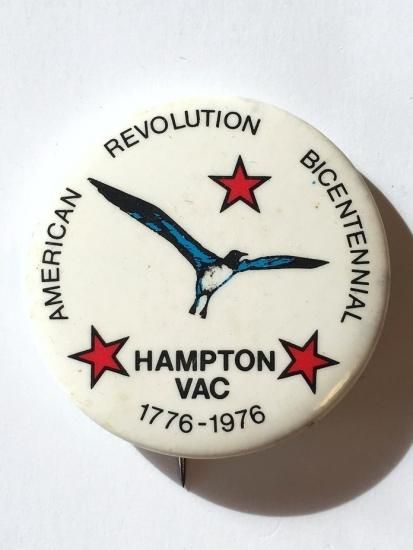 AMERICAN REVOLUTION BICENTENNIAL
HAMPTON
VAC
1776-1976